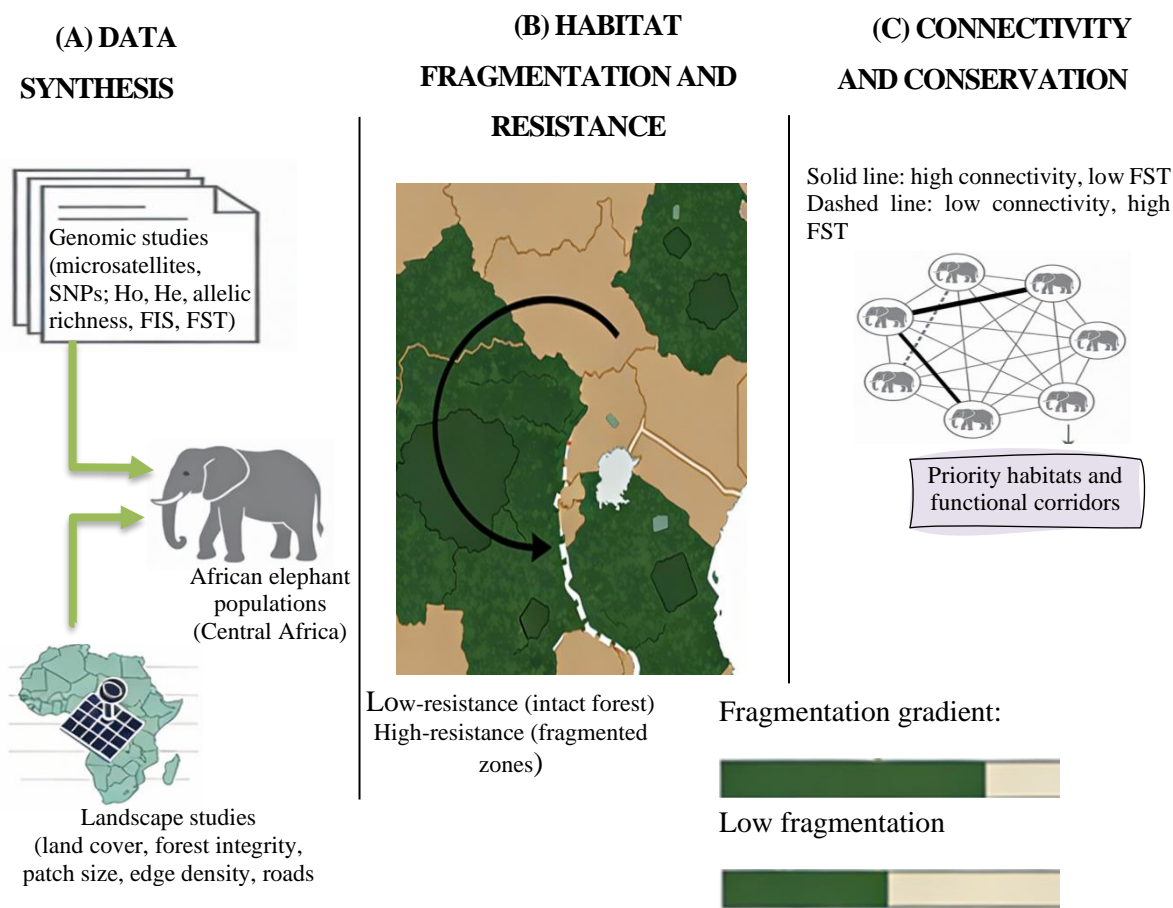 (A) DATA
SYNTHESIS
Genomic studies
(microsatellites,
SNPs; Ho, He, allelic
richness, FIS, FST)
African elephant
populations
(Central Africa)
Landscape studies
(land cover, forest integrity,
patch size, edge density, roads
(B) HABITAT
FRAGMENTATION AND
RESISTANCE
Low-resistance (intact forest)
High-resistance (fragmented
zones)
(C) CONNECTIVITY
AND CONSERVATION
Solid line: high connectivity, low FST
Dashed line: low connectivity, high
FST
Priority habitats and
functional corridors
Fragmentation gradient:
Low fragmentation